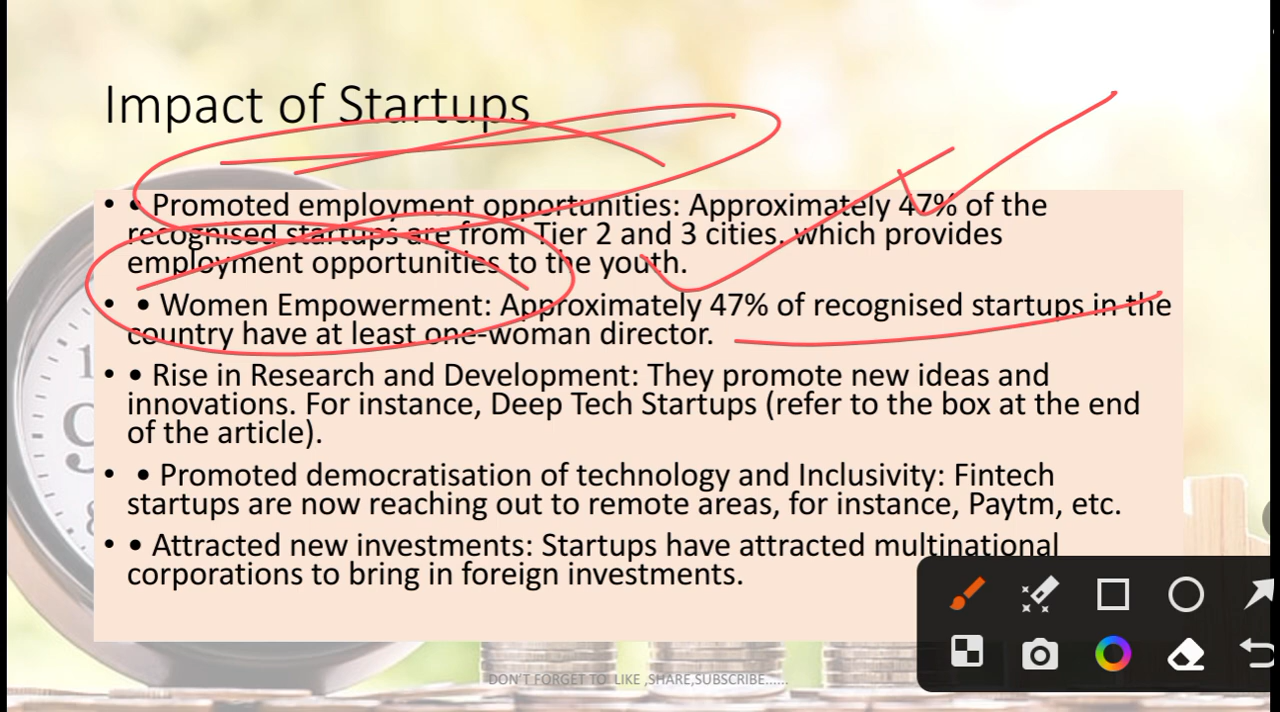 Impact of Startups
• • Promoted employment opportunities: Approximately 47% of the
recognised startups are from Tier 2 and 3 cities, which provides
employment opportunities to the youth.
• • Women Empowerment: Approximately 47% of recognised startups in the
country have at least one-woman director.
• • Rise in Research and Development: They promote new ideas and
innovations. For instance, Deep Tech Startups (refer to the box at the end
of the article).
• • Promoted democratisation of technology and Inclusivity: Fintech
startups are now reaching out to remote areas, for instance, Paytm, etc.
• • Attracted new investments: Startups have attracted multinational
corporations to bring in foreign investments.
DON'T FORGET TO LIKE ,SHARE,SUBSCRIBE......